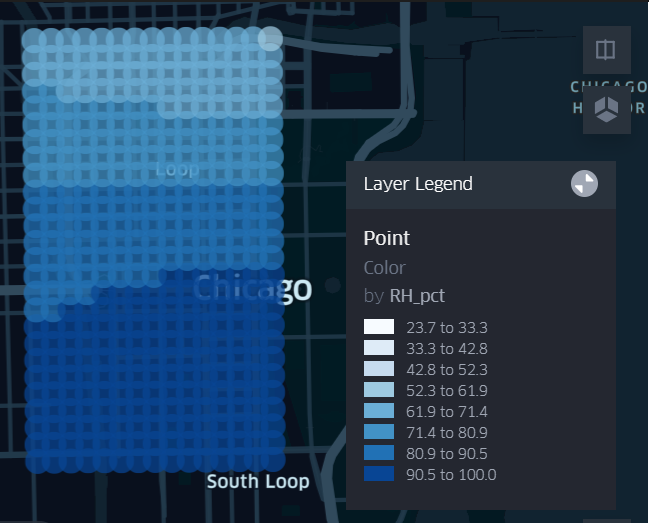 CHICAGO
Loop
Layer Legend
Point
Color
by RH_pct
Chicago
23.7 to 33.3
33.3 to 42.8
42.8 to 52.3
52.3 to 61.9
61.9 to 71.4
71.4 to 80.9
80.9 to 90.5
90.5 to 100.0
South Loop